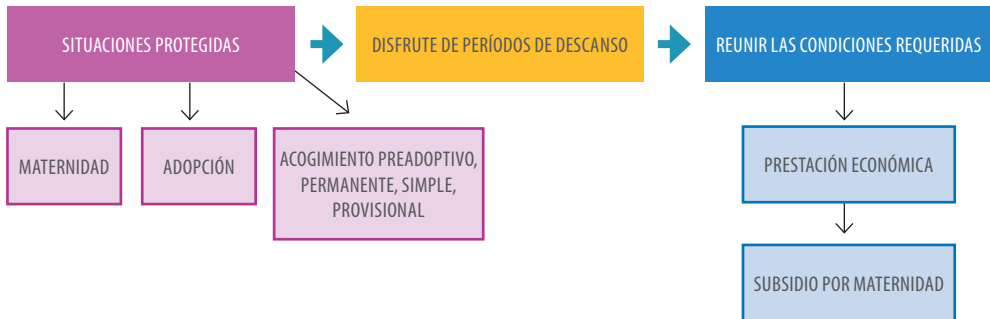 SITUACIONES PROTEGIDAS
DISFRUTE DE PERÍODOS DE DESCANSO
REUNIR LAS CONDICIONES REQUERIDAS
MATERNIDAD
ADOPCIÓN
ACOGIMIENTO PREADOPTIVO,
PERMANENTE, SIMPLE,
PROVISIONAL
PRESTACIÓN ECONÓMICA
SUBSIDIO POR MATERNIDAD